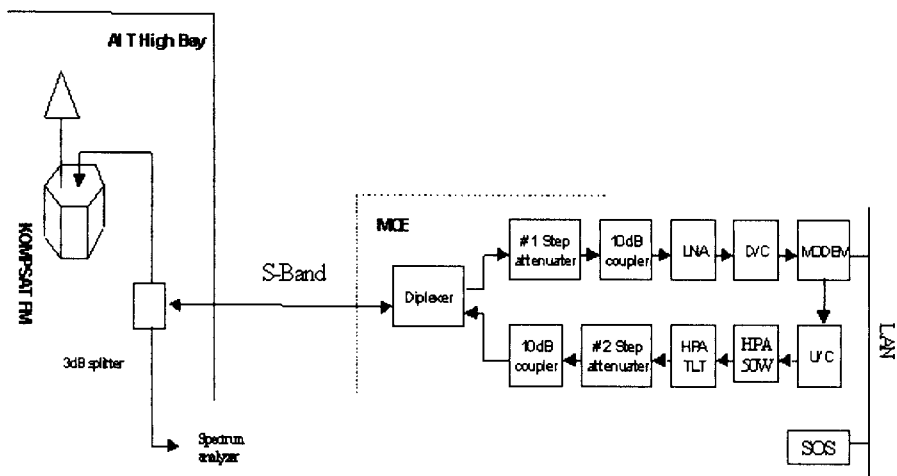 AIT High Bay
KOMPSAT FM
3dB splitter
Spectrum
analyzer
S-Band
MCE
Diplexer
#1 Step
attenuater
10dB
coupler
LNA
D/C
MODEM
10dB
coupler
#2 Step
attenuater
HPA
TLT
HPA
50W
U/C
LAN
SOS